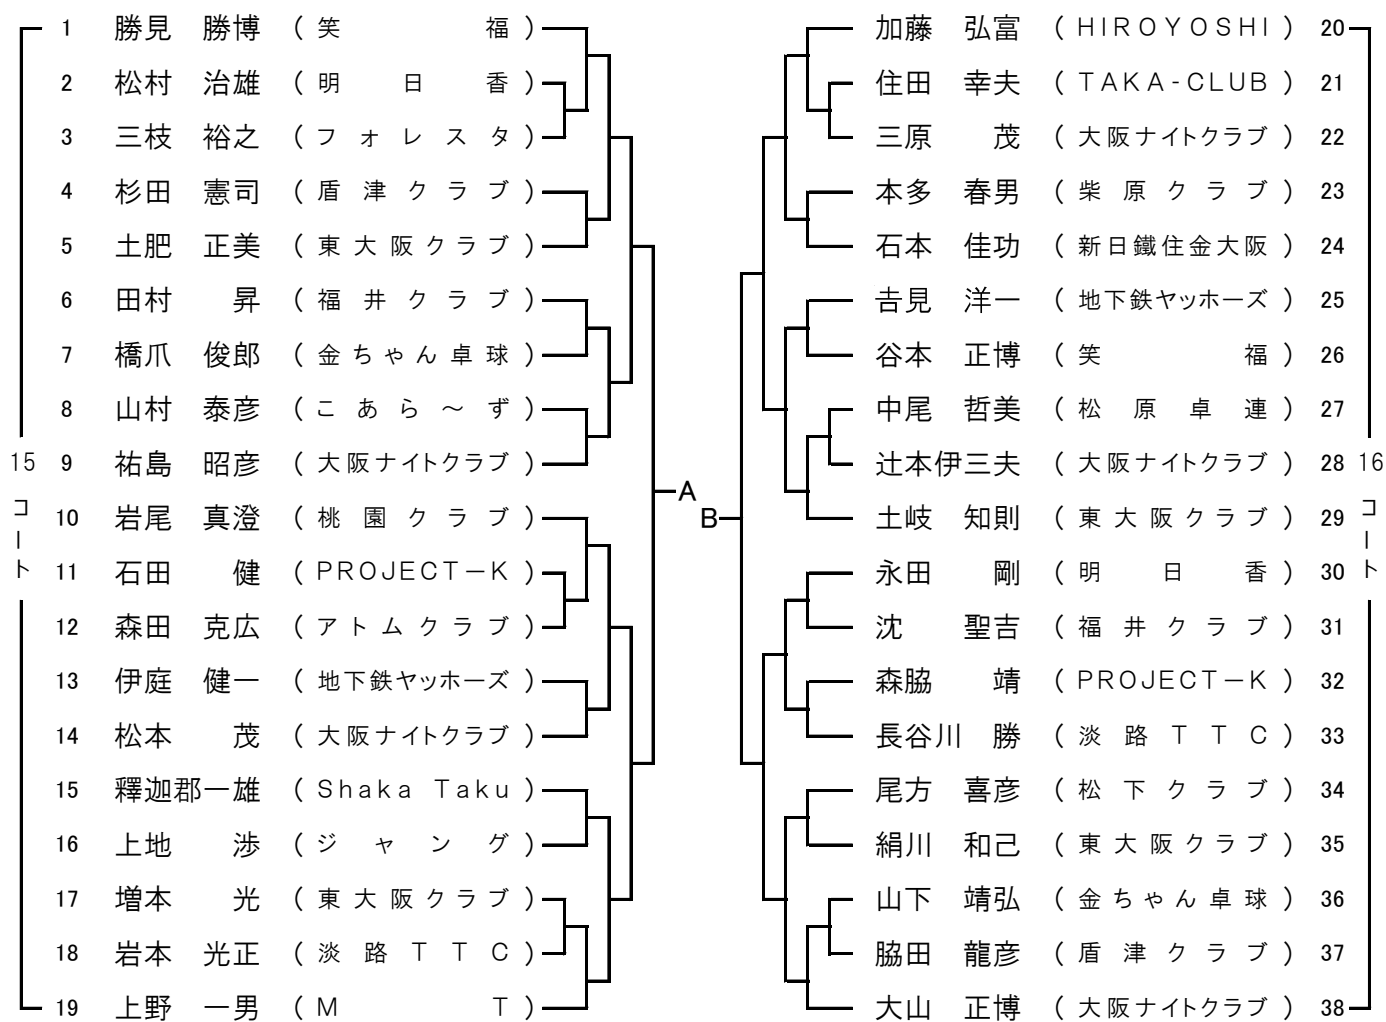 1 勝見 勝博 (笑 福)
2 松村 治雄 (明 日 香)
3 三枝 裕之 (フォレスタ)
4 杉田 憲司 (盾津クラブ)
5 土肥 正美 (東大阪クラブ)
6 田村 昇 (福井クラブ)
7 橋爪 俊郎 (金ちゃん卓球)
8 山村 泰彦 (こあら～ず)
9 祐島 昭彦 (大阪ナイトクラブ)
10 岩尾 真澄 (桃園クラブ)
11 石田 健 (PROJECT－K)
12 森田 克広 (アトムクラブ)
13 伊庭 健一 (地下鉄ヤッホーズ)
14 松本 茂 (大阪ナイトクラブ)
15 釋迦郡一雄 (Shaka Taku)
16 上地 渉 (ジャング)
17 増本 光 (東大阪クラブ)
18 岩本 光正 (淡路TTC)
19 上野 一男 (M T)
15コート
A
B
加藤 弘富 (HIROYOSHI) 20
住田 幸夫 (TAKA-CLUB) 21
三原 茂 (大阪ナイトクラブ) 22
本多 春男 (柴原クラブ) 23
石本 佳功 (新日鐵住金大阪) 24
𠮷見 洋一 (地下鉄ヤッホーズ) 25
谷本 正博 (笑 福) 26
中尾 哲美 (松原卓連) 27
辻本伊三夫 (大阪ナイトクラブ) 28
土岐 知則 (東大阪クラブ) 29
永田 剛 (明 日 香) 30
沈 聖吉 (福井クラブ) 31
森脇 靖 (PROJECT－K) 32
長谷川 勝 (淡路TTC) 33
尾方 喜彦 (松下クラブ) 34
絹川 和己 (東大阪クラブ) 35
山下 靖弘 (金ちゃん卓球) 36
脇田 龍彦 (盾津クラブ) 37
大山 正博 (大阪ナイトクラブ) 38
16コート